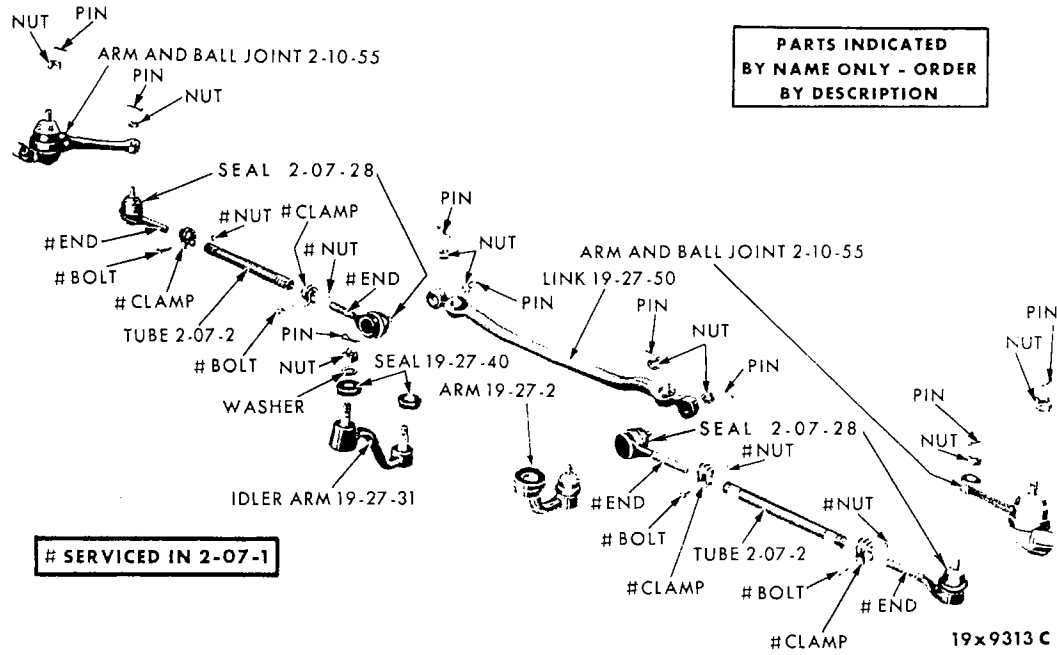 NUT
PIN
ARM AND BALL JOINT 2-10-55
PIN
NUT
PARTS INDICATED
BY NAME ONLY - ORDER
BY DESCRIPTION
SEAL 2-07-28
#NUT
#CLAMP
#END
#NUT
#BOLT
#END
#CLAMP
TUBE 2-07-2
PIN
#BOLT
NUT
SEAL 19-27-40
WASHER
IDLER ARM 19-27-31
PIN
NUT
ARM AND BALL JOINT 2-10-55
LINK 19-27-50
PIN
PIN
NUT
PIN
ARM 19-27-2
SEAL 2-07-28
#NUT
#END
#BOLT
TUBE 2-07-2
#CLAMP
#NUT
#BOLT
#END
#CLAMP
PIN
NUT
PIN
NUT
# SERVICED IN 2-07-1
19x9313 C